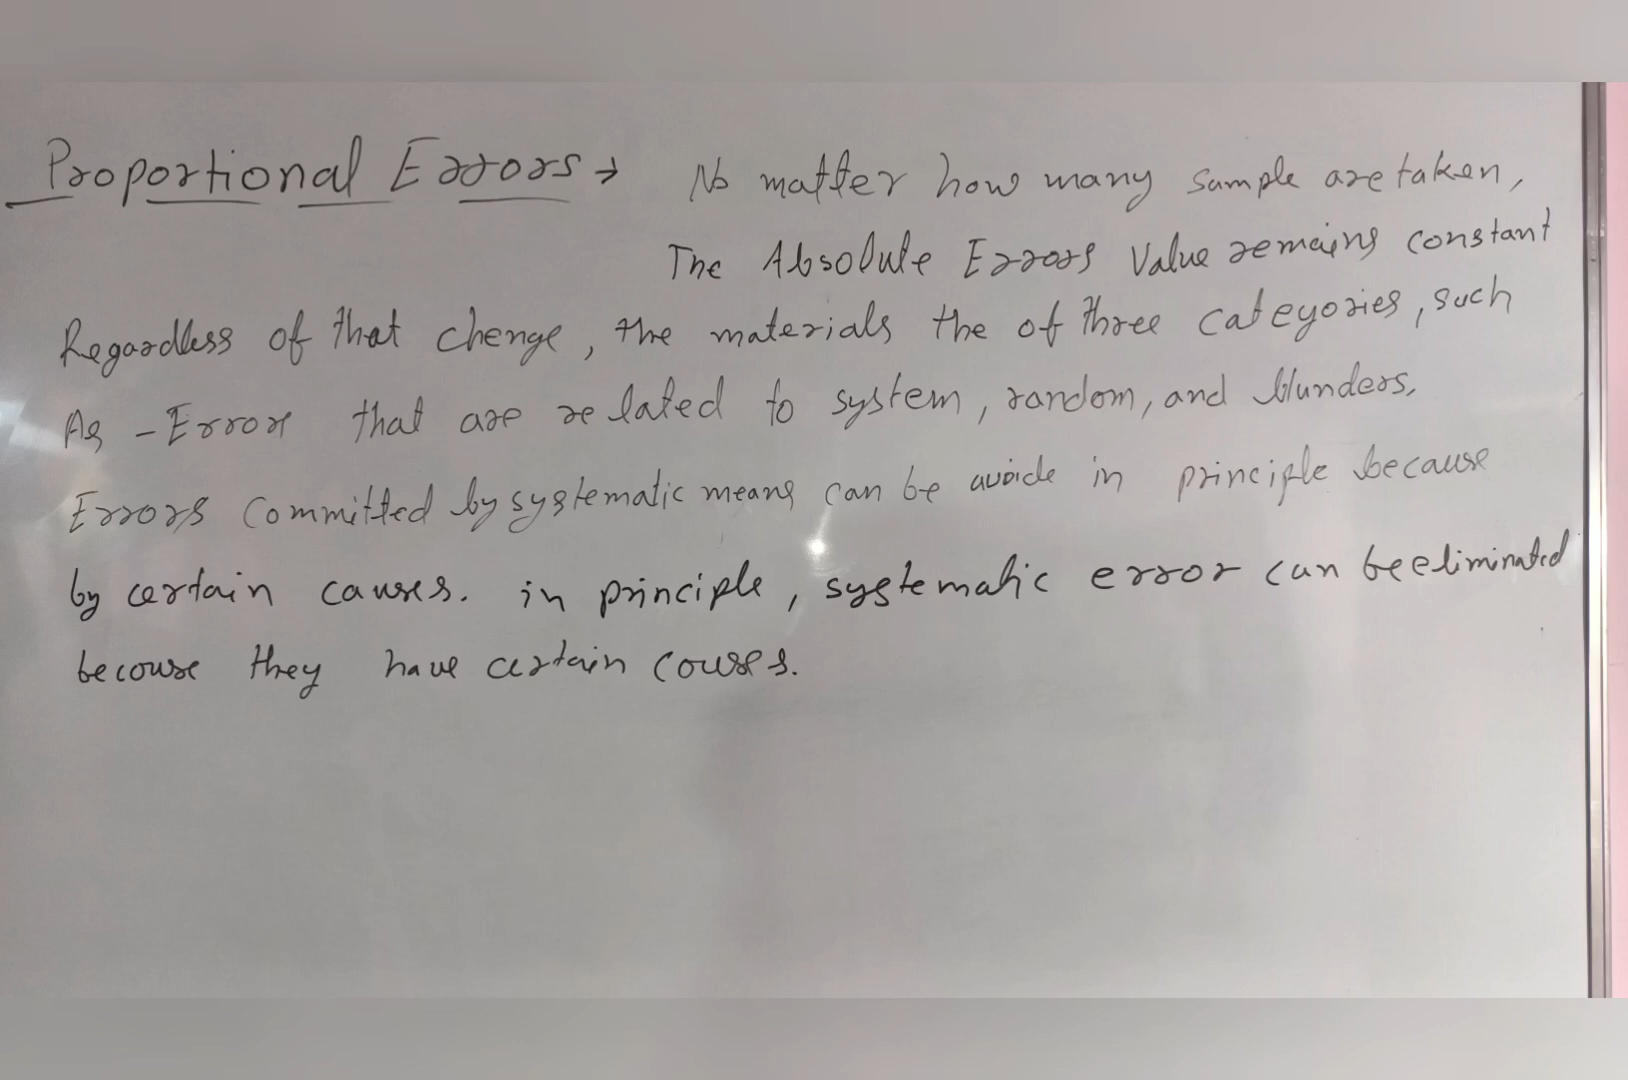 Proportional Errors → No matter how many sample are taken,
The Absolute Errors Value remains constant
Regardless of that chenge, the materials the of three categories, such
As - Error that are related to system, random, and blunders.
Errors committed by systematic means can be avoide in principle because
by certain causes. in principle, systematic error can be eliminated
becouse they have certain couses.